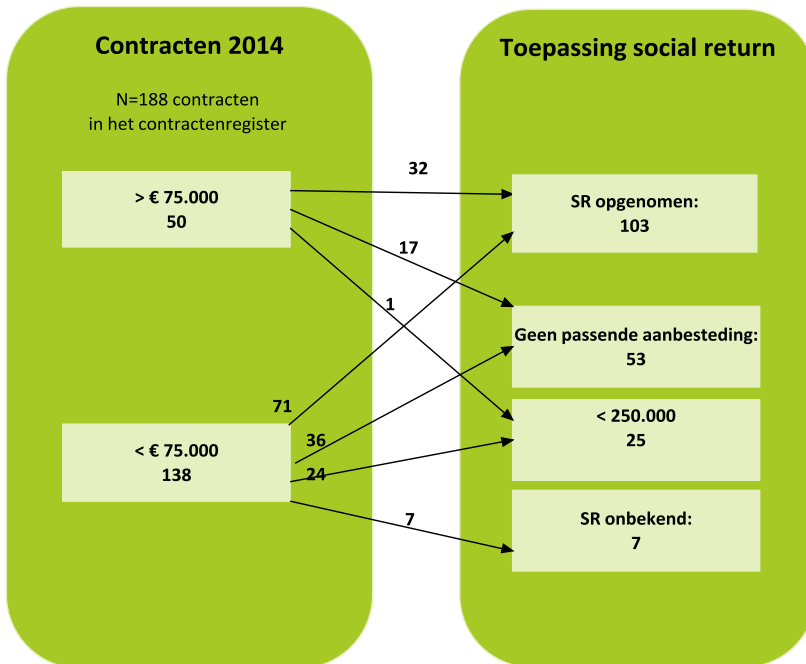 Contracten 2014
N=188 contracten
in het contractenregister
> € 75.000
50
< € 75.000
138
32
17
1
71
36
24
7
Toepassing social return
SR opgenomen:
103
Geen passende aanbesteding:
53
< 250.000
25
SR onbekend:
7